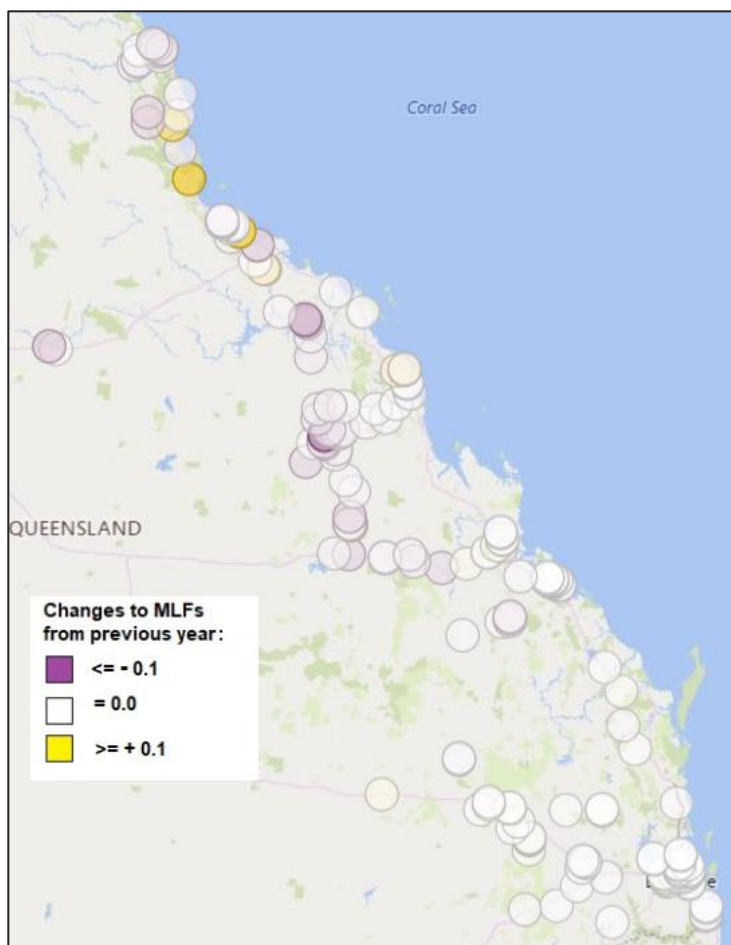 Coral Sea
QUEENSLAND
Changes to MLFs
from previous year:
<= - 0.1
= 0.0
>= + 0.1